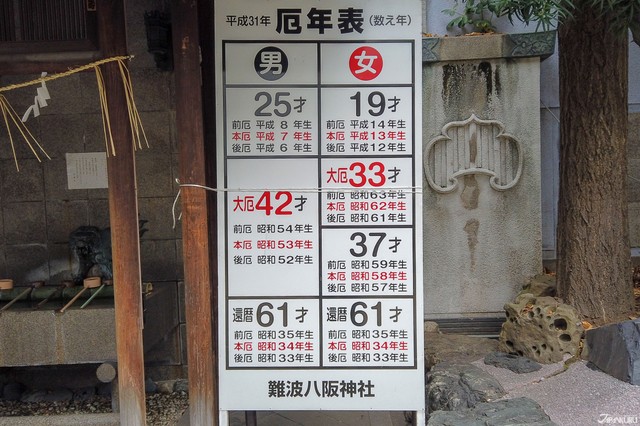 平成31年 厄年表 (数え年)
男 女
25才
前厄 平成 8 年生
本厄 平成 7 年生
後厄 平成 6 年生
19才
前厄 平成14年生
本厄 平成13年生
後厄 平成12年生
大厄42才
前厄 昭和54年生
本厄 昭和53年生
後厄 昭和52年生
大厄33才
前厄 昭和63年生
本厄 昭和62年生
後厄 昭和61年生
37才
前厄 昭和59年生
本厄 昭和58年生
後厄 昭和57年生
還暦61才
前厄 昭和35年生
本厄 昭和34年生
後厄 昭和33年生
還暦61才
前厄 昭和35年生
本厄 昭和34年生
後厄 昭和33年生
難波八阪神社